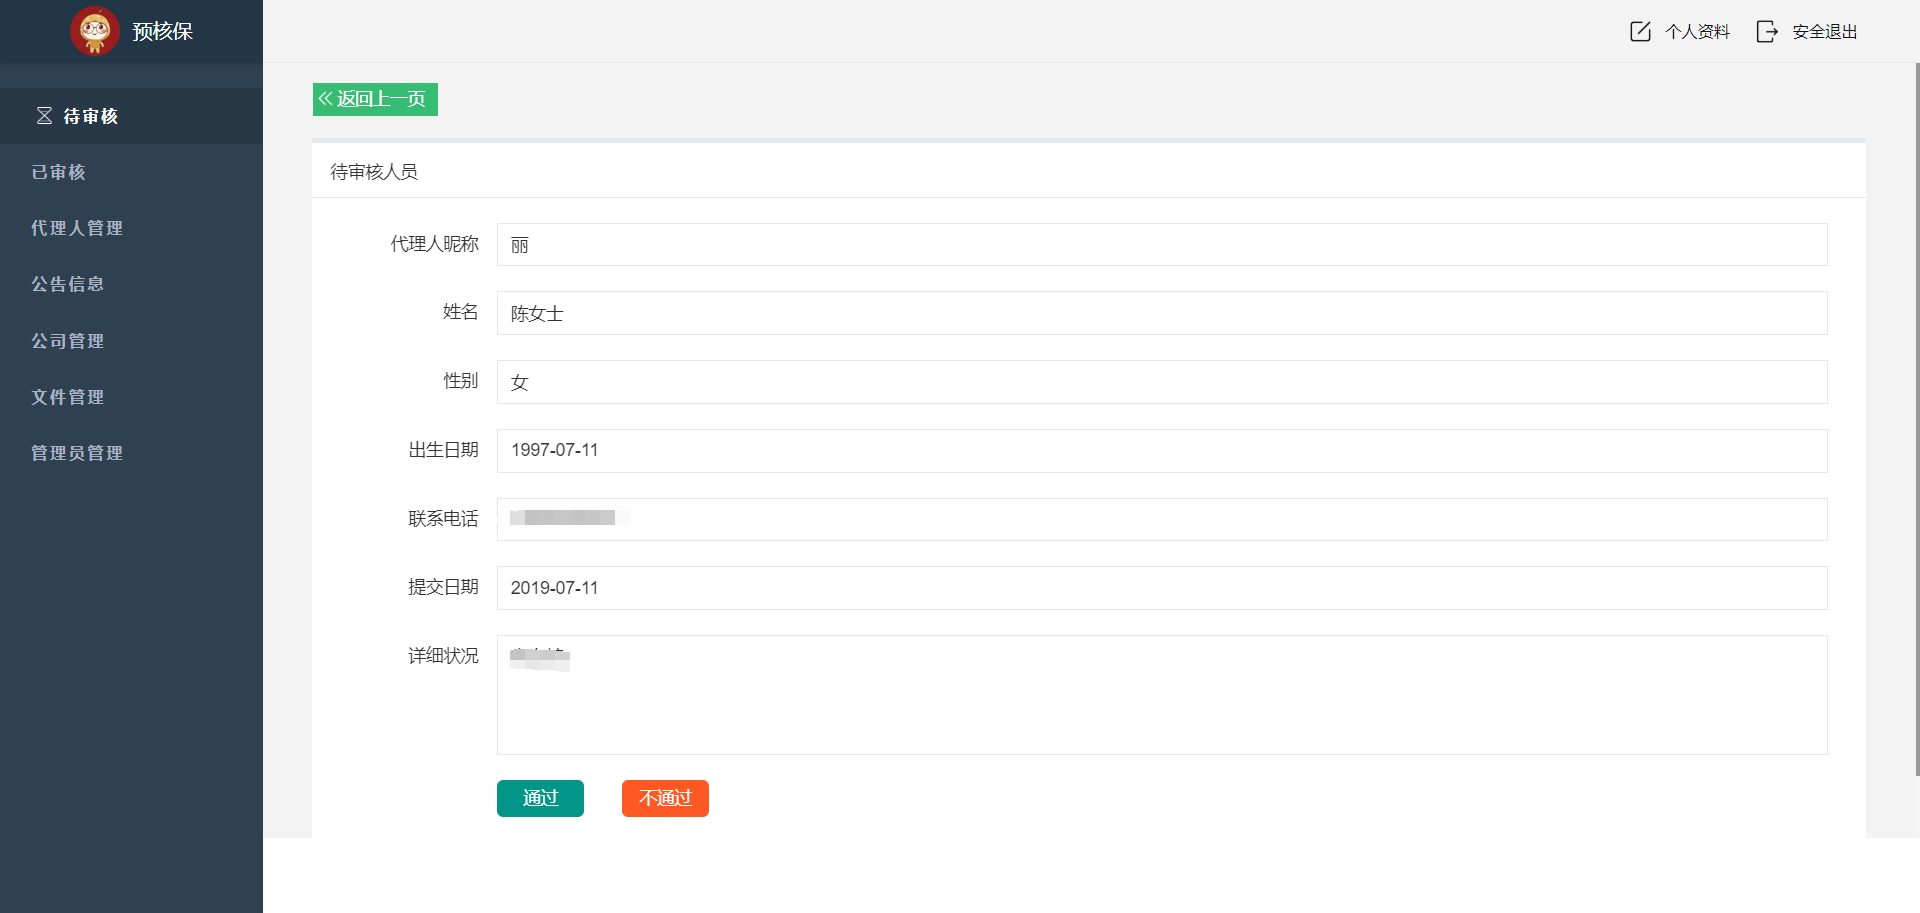 预核保
个人资料
安全退出
待审核
已审核
代理人管理
公告信息
公司管理
文件管理
管理员管理
返回上一页
待审核人员
代理人昵称
丽
姓名
陈女士
性别
女
出生日期
1997-07-11
联系电话
提交日期
2019-07-11
详细状况
通过
不通过